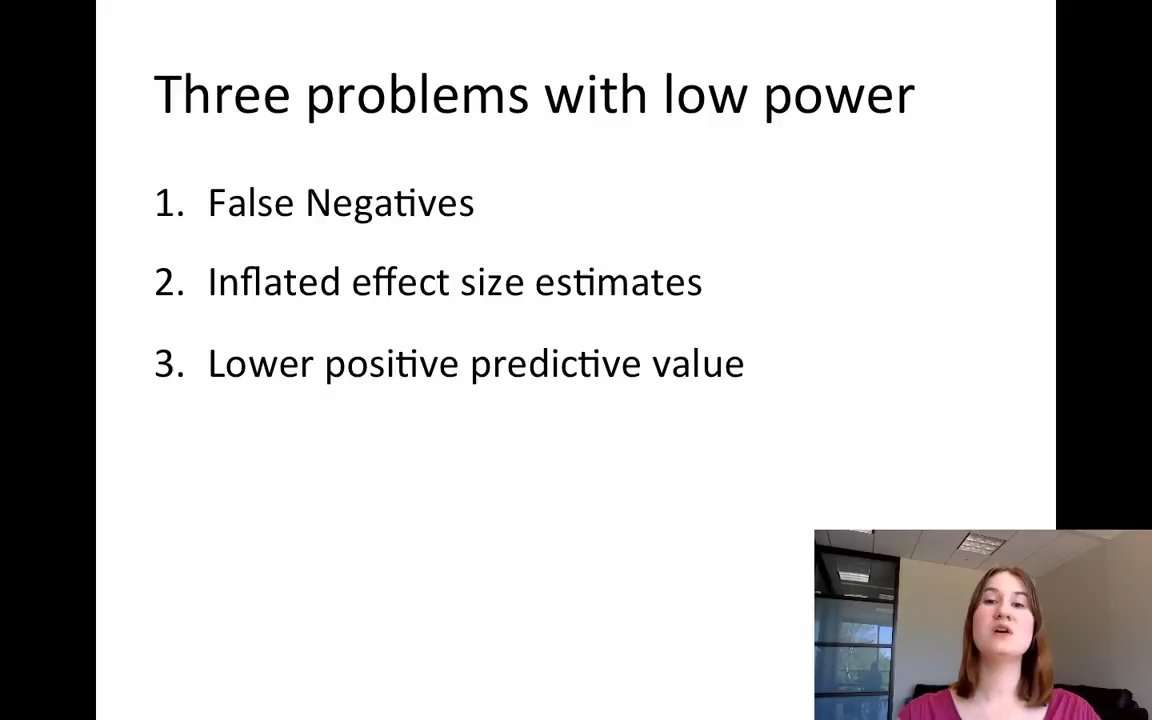 Three problems with low power
1. False Negatives
2. Inflated effect size estimates
3. Lower positive predictive value